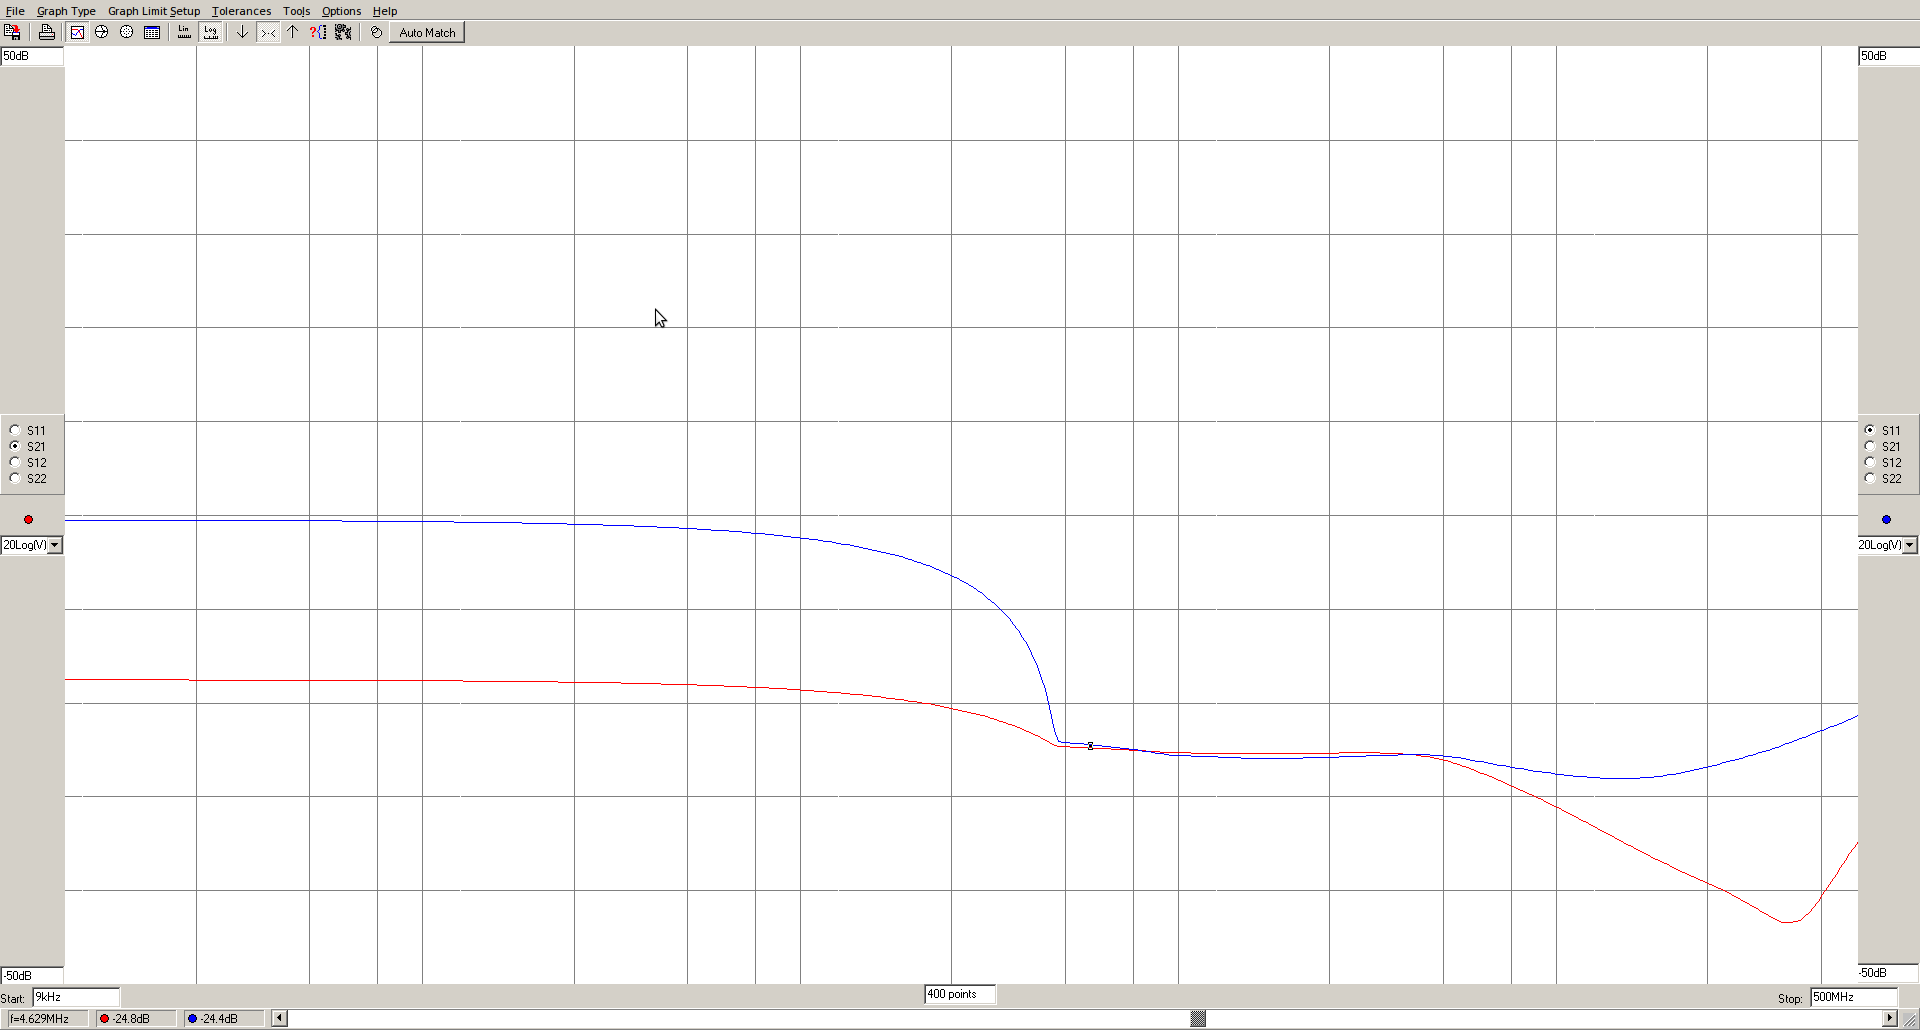 File Graph Type Graph Limit Setup Tolerances Tools Options Help
Lin Log Auto Match
50dB 50dB
S11 S11
S21 S21
S12 S12
S22 S22
20Log(V) 20Log(V)
-50dB -50dB
Start: 9kHz 400 points Stop: 500MHz
f=4.629MHz -24.8dB -24.4dB